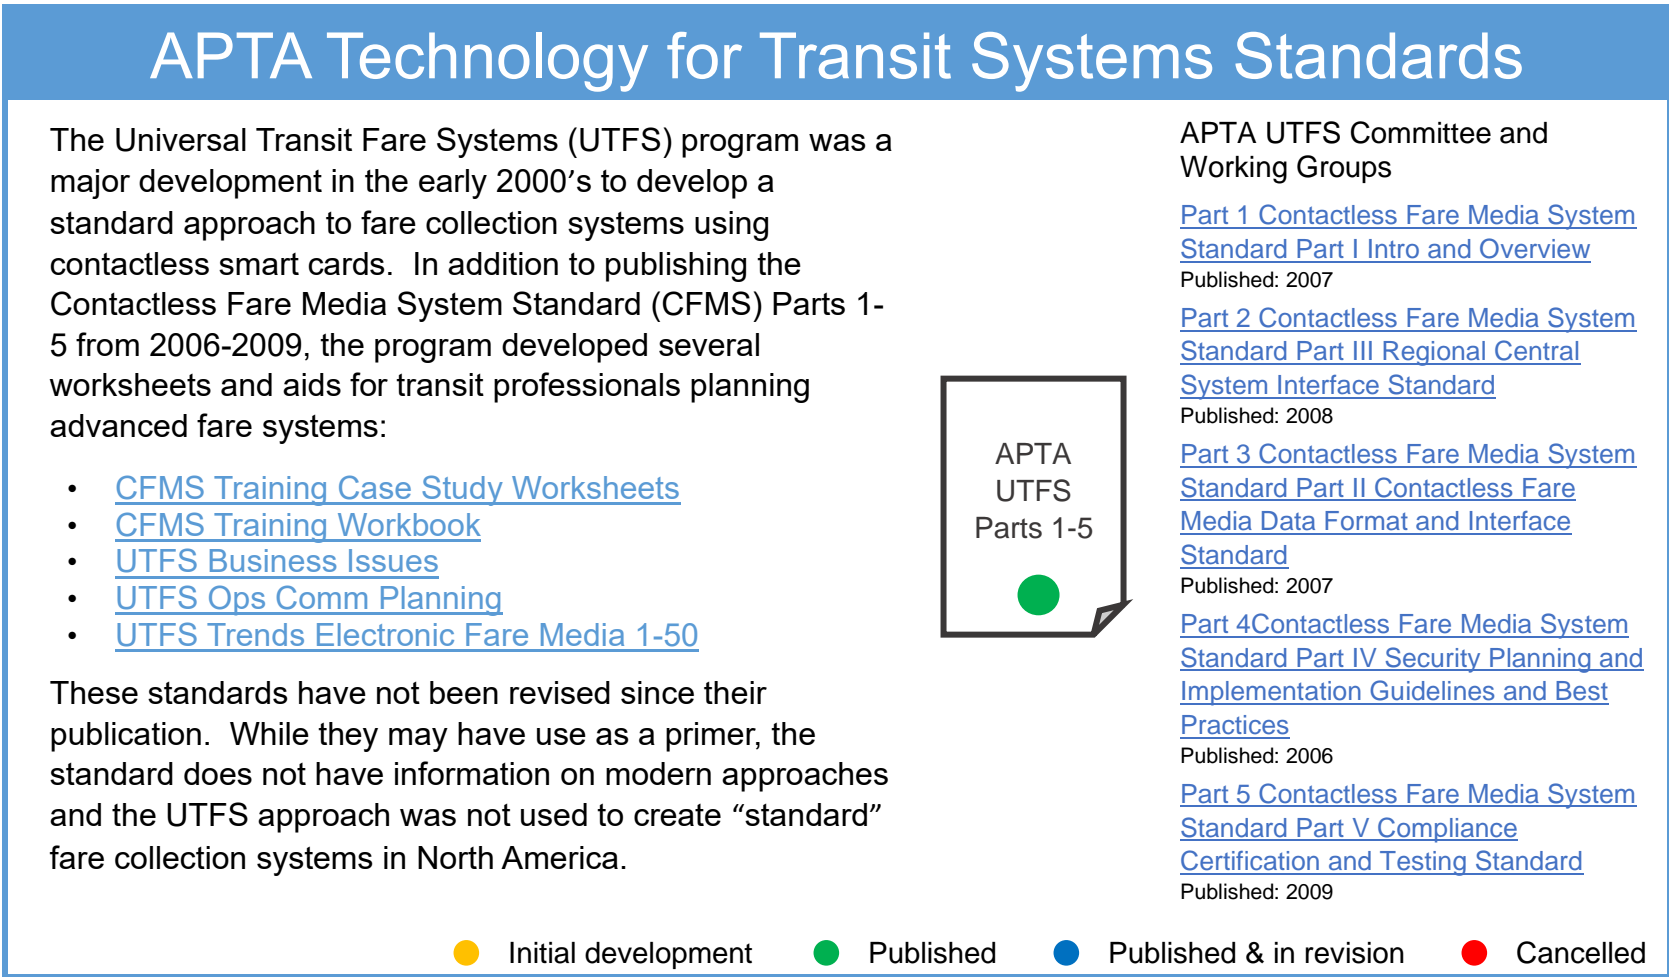 APTA Technology for Transit Systems Standards
The Universal Transit Fare Systems (UTFS) program was a
major development in the early 2000's to develop a
standard approach to fare collection systems using
contactless smart cards.  In addition to publishing the
Contactless Fare Media System Standard (CFMS) Parts 1-
5 from 2006-2009, the program developed several
worksheets and aids for transit professionals planning
advanced fare systems:
• CFMS Training Case Study Worksheets
• CFMS Training Workbook
• UTFS Business Issues
• UTFS Ops Comm Planning
• UTFS Trends Electronic Fare Media 1-50
These standards have not been revised since their
publication.  While they may have use as a primer, the
standard does not have information on modern approaches
and the UTFS approach was not used to create “standard”
fare collection systems in North America.
APTA
UTFS
Parts 1-5
APTA UTFS Committee and
Working Groups
Part 1 Contactless Fare Media System
Standard Part I Intro and Overview
Published: 2007
Part 2 Contactless Fare Media System
Standard Part III Regional Central
System Interface Standard
Published: 2008
Part 3 Contactless Fare Media System
Standard Part II Contactless Fare
Media Data Format and Interface
Standard
Published: 2007
Part 4Contactless Fare Media System
Standard Part IV Security Planning and
Implementation Guidelines and Best
Practices
Published: 2006
Part 5 Contactless Fare Media System
Standard Part V Compliance
Certification and Testing Standard
Published: 2009
Initial development
Published
Published & in revision
Cancelled